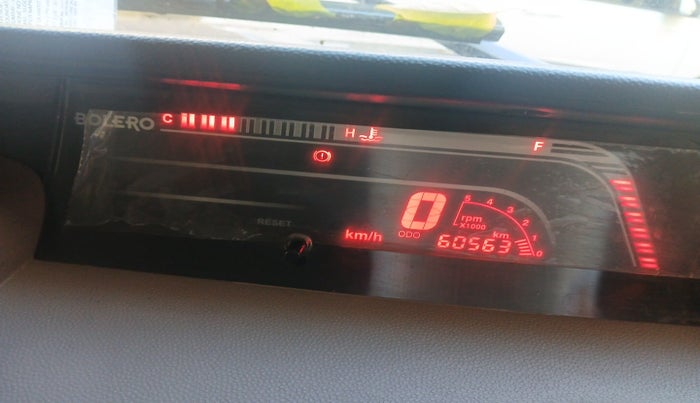 BOLERO C H F
RESET
km/h 0
ODO 60563 km
rpm
X1000
5 4 3 2 1 0